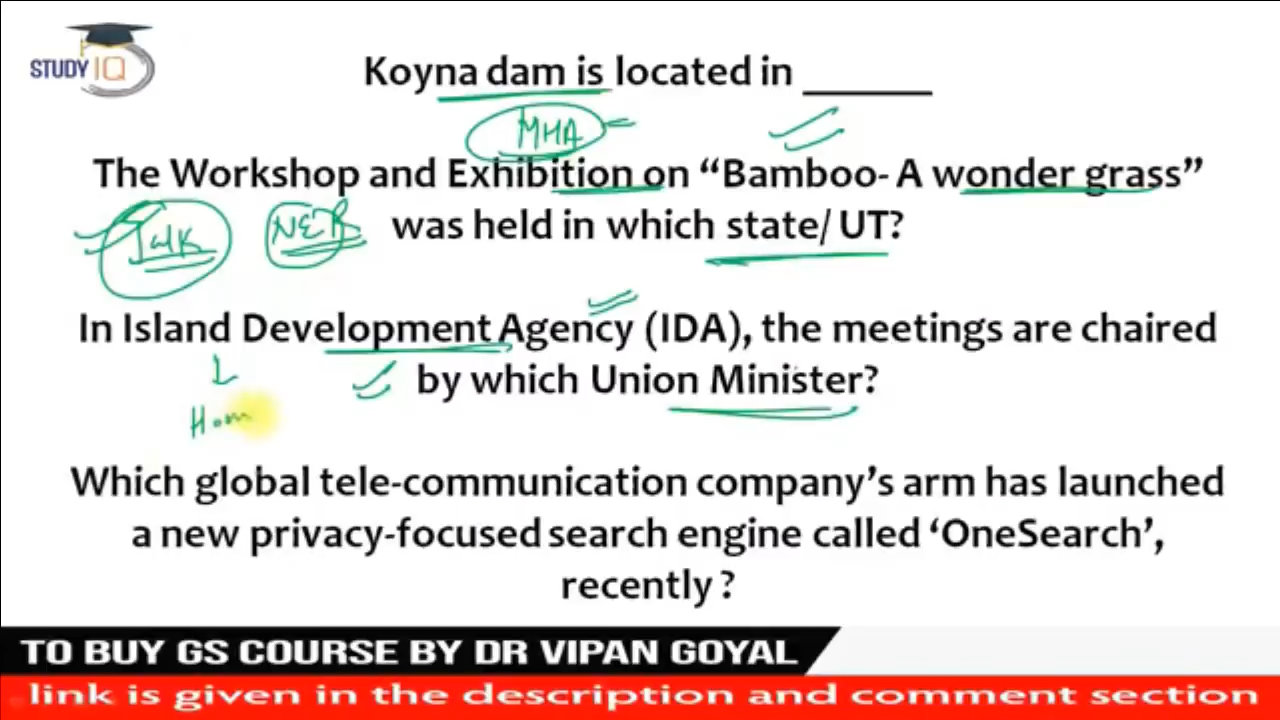 STUDY IQ
Koyna dam is located in ______
MHA
The Workshop and Exhibition on “Bamboo- A wonder grass”
J&K NER was held in which state/ UT?
In Island Development Agency (IDA), the meetings are chaired
by which Union Minister?
Hom
Which global tele-communication company’s arm has launched
a new privacy-focused search engine called ‘OneSearch’,
recently ?
TO BUY GS COURSE BY DR VIPAN GOYAL
link is given in the description and comment section